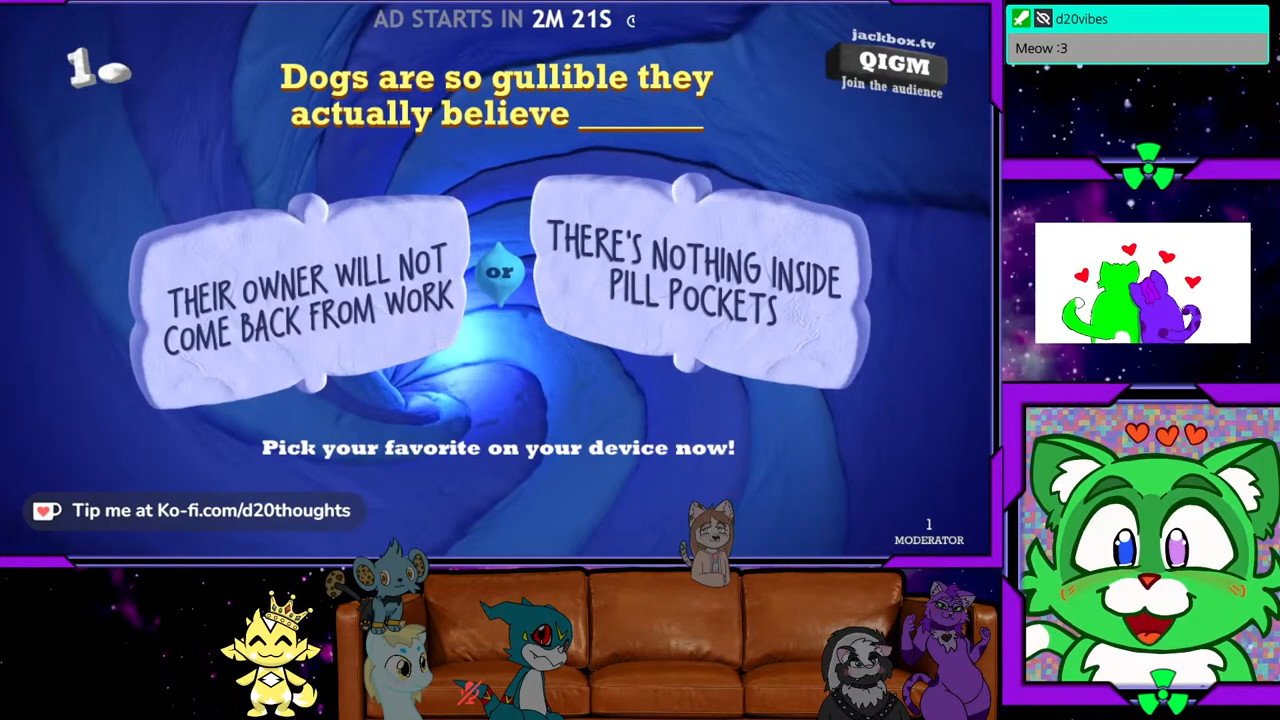 AD STARTS IN 2M 21S
1
Dogs are so gullible they
actually believe ________
jackbox.tv
QIGM
Join the audience
THEIR OWNER WILL NOT
COME BACK FROM WORK
or
THERE'S NOTHING INSIDE
PILL POCKETS
Pick your favorite on your device now!
Tip me at Ko-fi.com/d20thoughts
1
MODERATOR
d20vibes
Meow :3